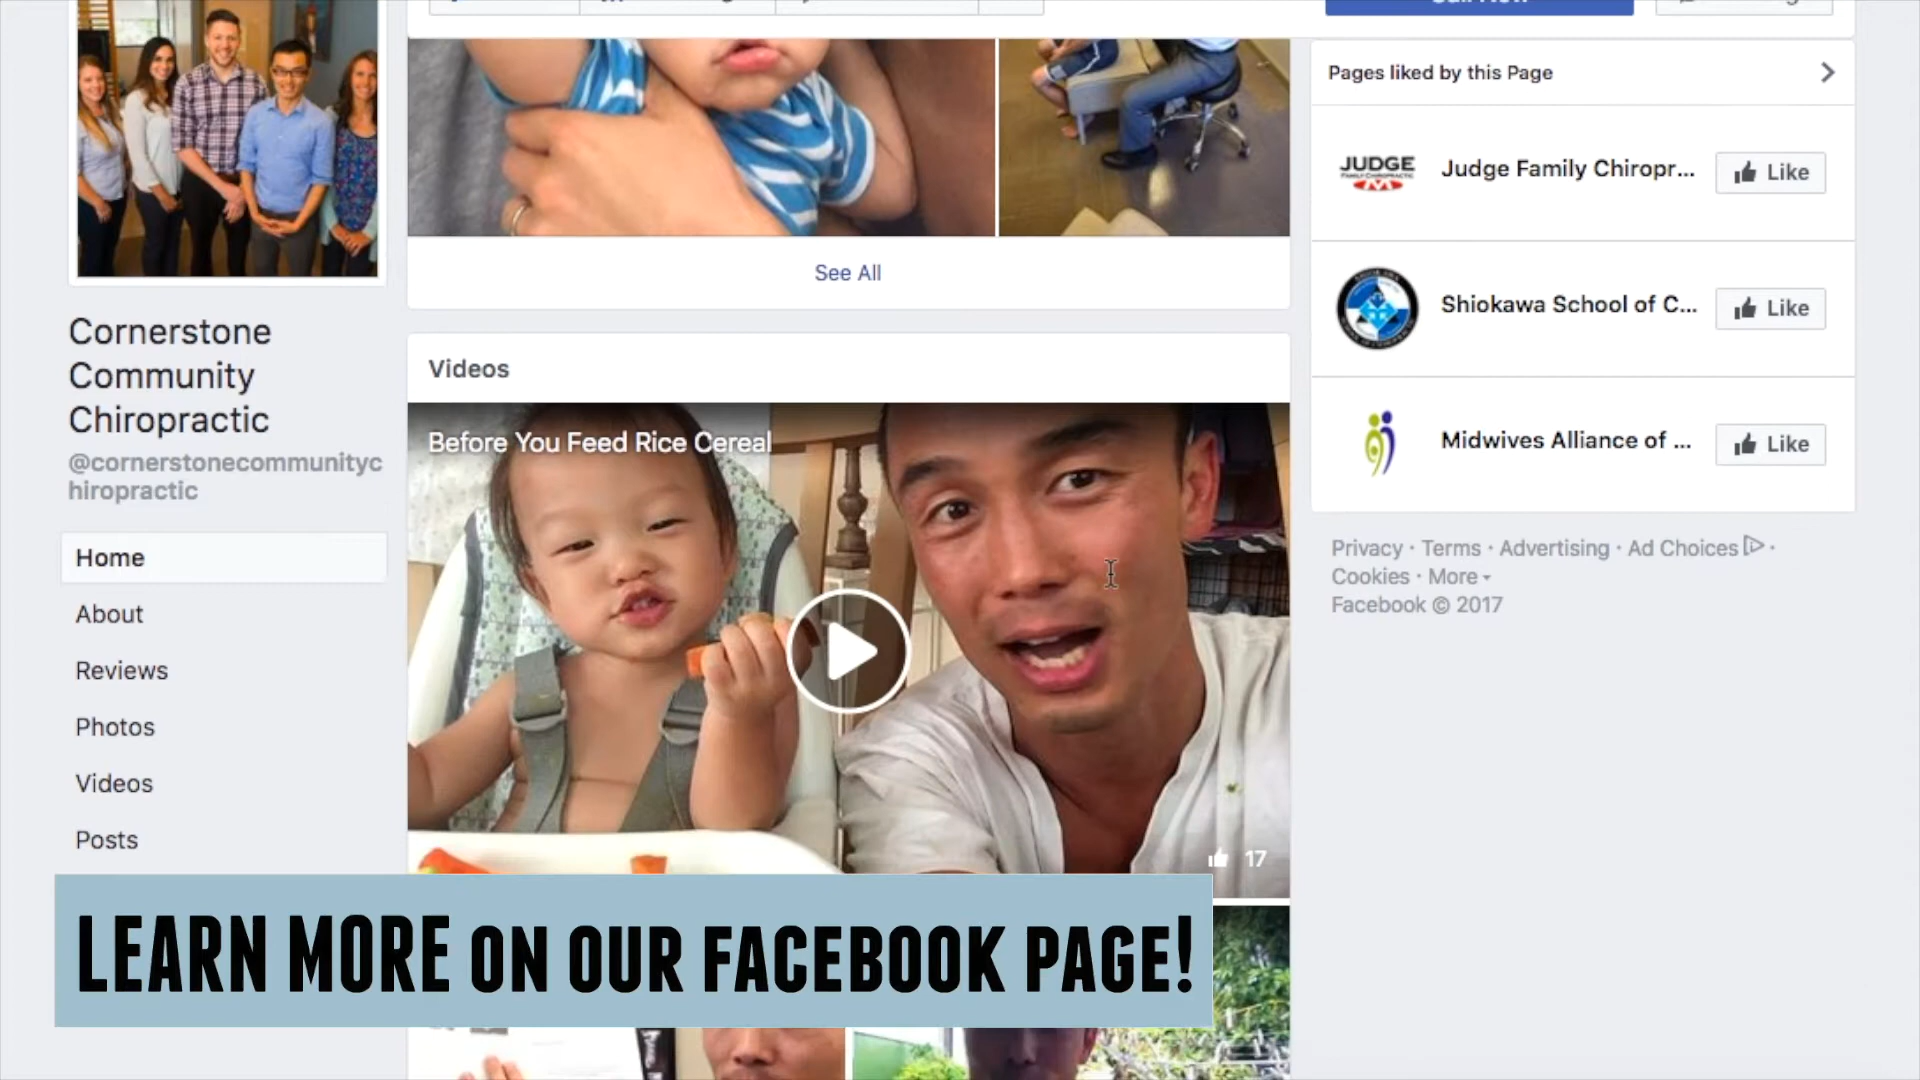 Pages liked by this Page
JUDGE
FAMILY CHIROPRACTIC
Judge Family Chiropr...
Like
See All
Shiokawa School of C...
Like
Cornerstone
Community
Chiropractic
@cornerstonecommunityc
hiropractic
Videos
Before You Feed Rice Cereal
Midwives Alliance of ...
Like
Home
About
Reviews
Photos
Videos
Posts
17
Privacy · Terms · Advertising · Ad Choices ·
Cookies · More
Facebook © 2017
LEARN MORE ON OUR FACEBOOK PAGE!